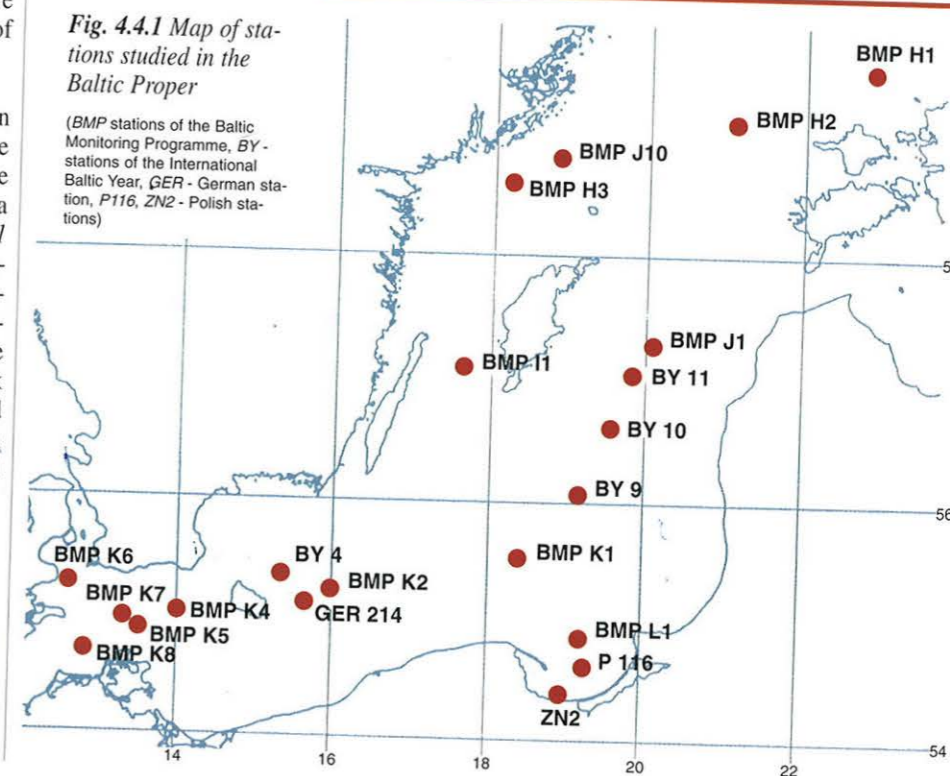 Fig. 4.4.1 Map of sta-
tions studied in the
Baltic Proper
(BMP stations of the Baltic
Monitoring Programme, BY -
stations of the International
Baltic Year, GER - German sta-
tion, P116, ZN2 - Polish sta-
tions)
BMP H1
BMP H2
BMP J10
BMP H3
BMP J1
BMP I1
BY 11
BY 10
BY 9
56
BY 4
BMP K1
BMP K6
BMP K2
BMP K7
BMP K4
GER 214
BMP K5
BMP L1
BMP K8
P 116
ZN2
54
14
16
18
20
22